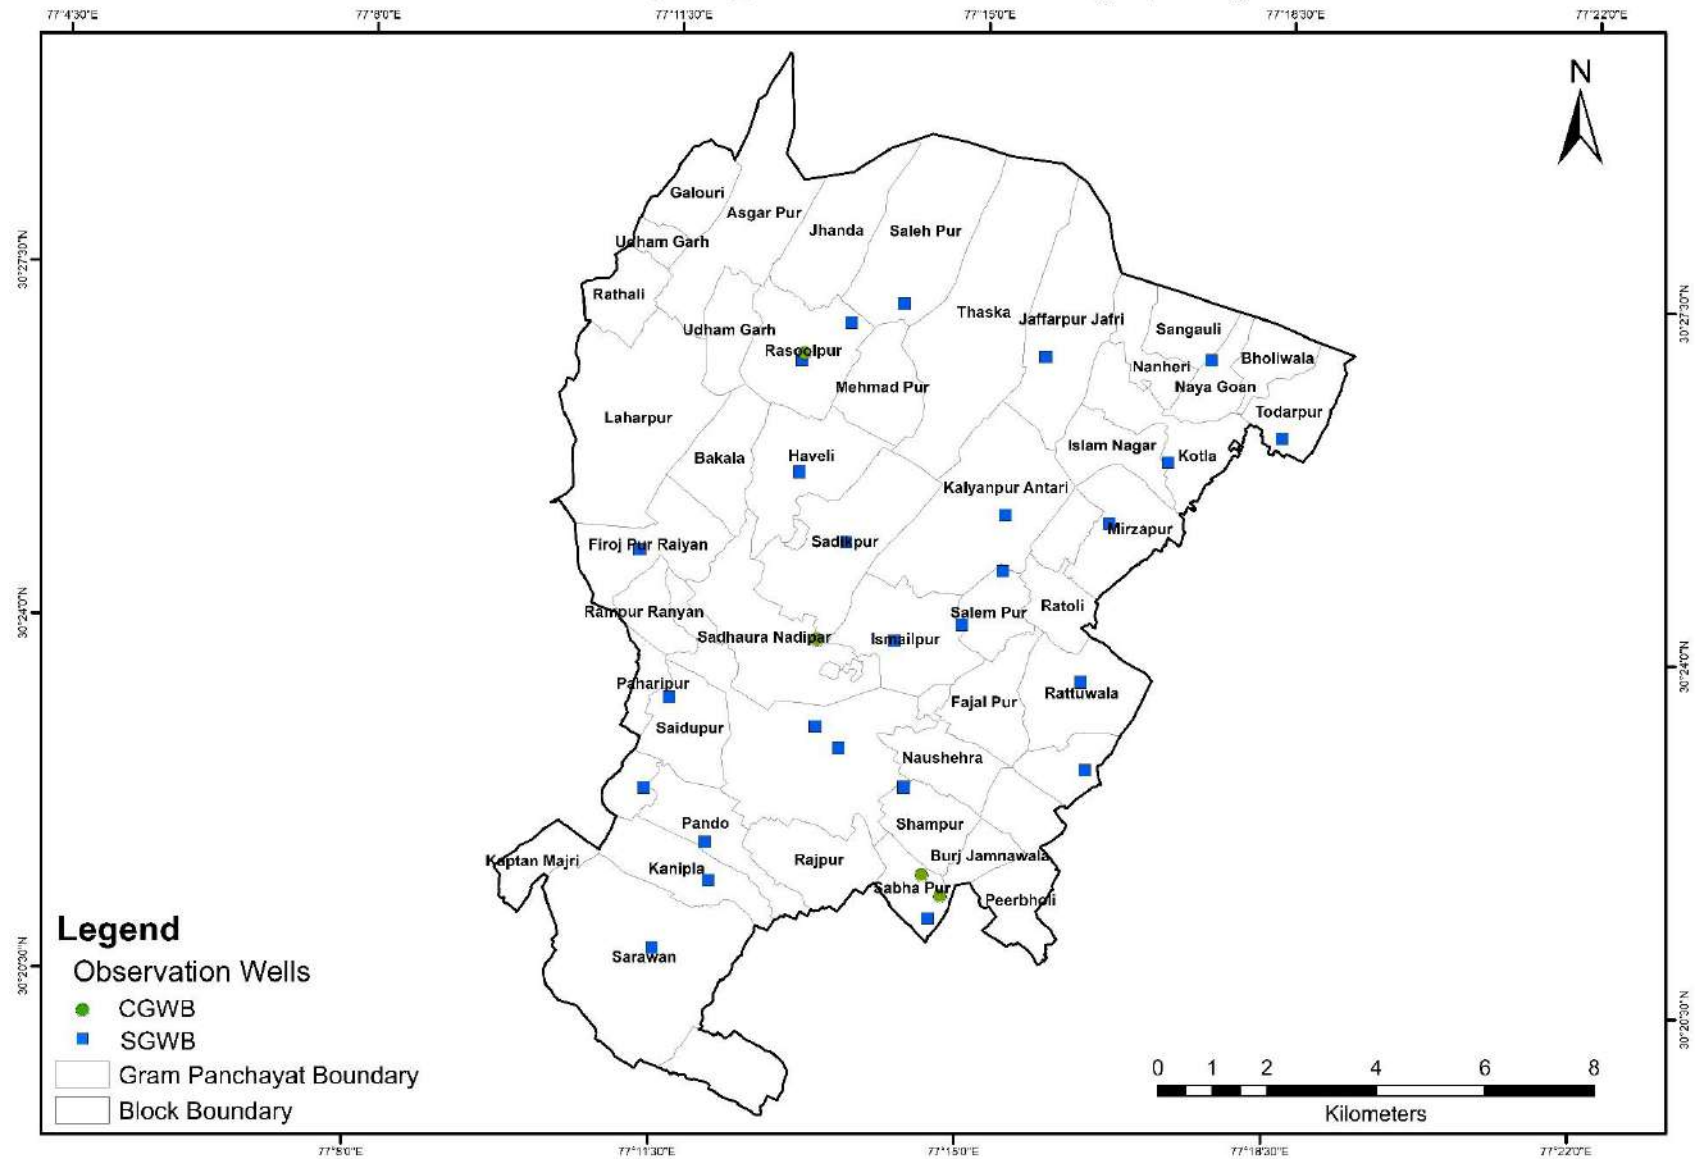 77°4'30"E 77°8'0"E 77°11'30"E 77°15'0"E 77°18'30"E 77°22'0"E
N
Galouri
Asgar Pur
Jhanda
Saleh Pur
Udham Garh
30°27'30"N
Rathali
Thaska
Jaffarpur Jafri
30°27'30"N
Udham Garh
Sangauli
Rasoolpur
Bholiwala
Nanheri
Mehmad Pur
Naya Goan
Laharpur
Todarpur
Islam Nagar
Haveli
Kotla
Bakala
Kalyanpur Antari
Mirzapur
Sadikpur
Firoj Pur Raiyan
Ratoli
30°24'0"N
Rampur Ranyan
Salem Pur
Sadhaura Nadipar
Ismailpur
30°24'0"N
Paharipur
Rattuwala
Fajal Pur
Saidupur
Naushehra
Pando
Shampur
Burj Jamnawala
Kaptan Majri
Rajpur
Kanipla
Sabha Pur
Peerbholi
Legend
30°20'30"N
Sarawan
Observation Wells
CGWB
30°20'30"N
SGWB
Gram Panchayat Boundary
0 1 2 4 6 8
Block Boundary
Kilometers
77°8'0"E 77°11'30"E 77°15'0"E 77°18'30"E 77°22'0"E